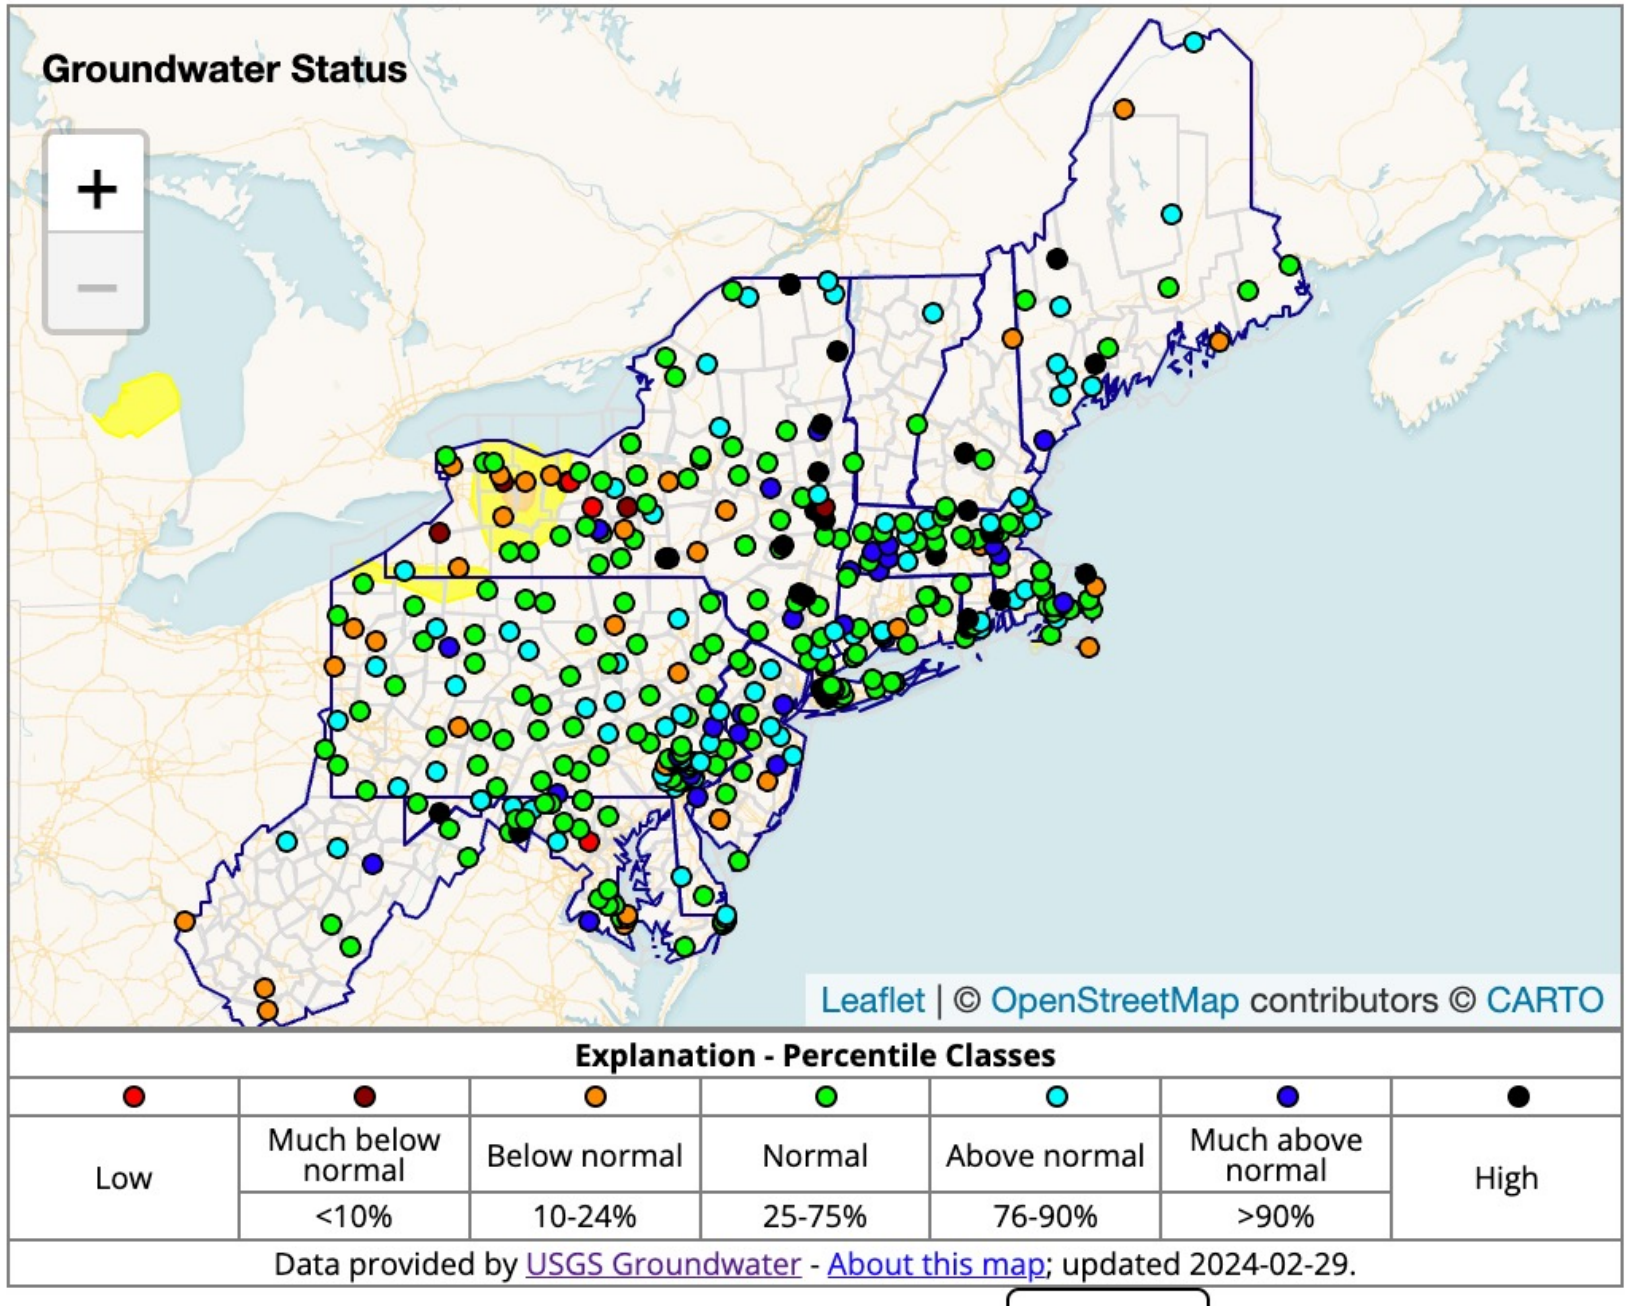 Groundwater Status
+
−
Leaflet | © OpenStreetMap contributors © CARTO
Explanation - Percentile Classes
Low
Much below normal
Below normal
Normal
Above normal
Much above normal
High
<10%
10-24%
25-75%
76-90%
>90%
Data provided by USGS Groundwater - About this map; updated 2024-02-29.